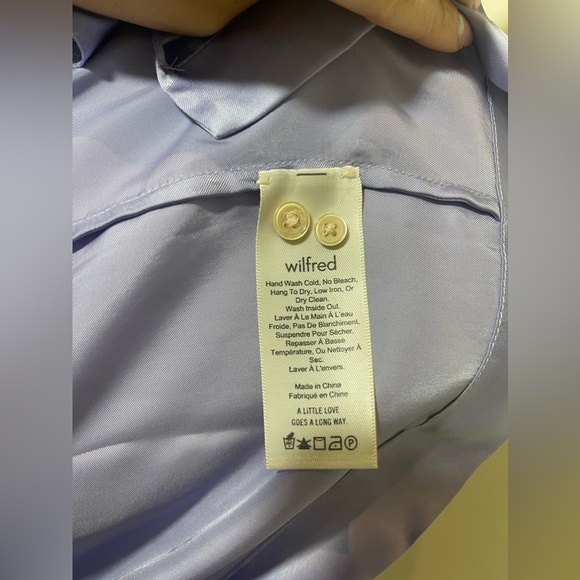 wilfred
Hand Wash Cold, No Bleach,
Hang To Dry, Low Iron, Or
Dry Clean.
Wash Inside Out.
Laver À La Main À L'eau
Froide, Pas De Blanchiment,
Suspendre Pour Sécher,
Repasser À Basse
Température, Ou Nettoyer À
Sec.
Laver À L'envers.
Made in China
Fabriqué en Chine
A LITTLE LOVE
GOES A LONG WAY.
P